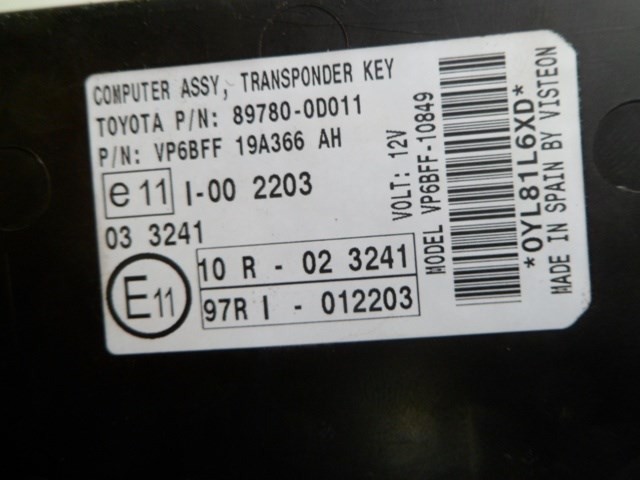 COMPUTER ASSY, TRANSPONDER KEY
TOYOTA P/N: 89780-0D011
P/N: VP6BFF 19A366 AH
e 11 I-00 2203
03 3241
E11
10 R - 02 3241
97R I - 012203
VOLT: 12V
MODEL VP6BFF-10849
*0YL81L6XD*
MADE IN SPAIN BY VISTEON